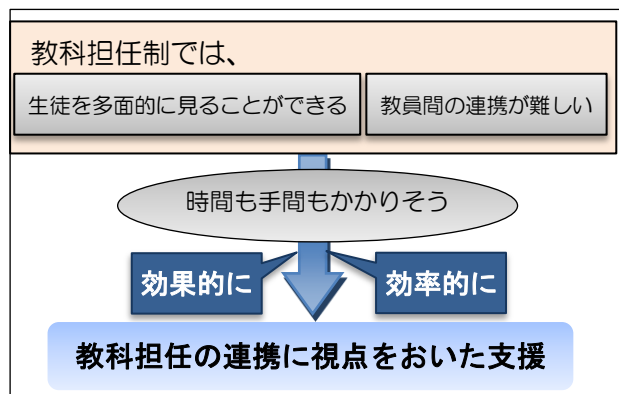 教科担任制では、
生徒を多面的に見ることができる
教員間の連携が難しい
時間も手間もかかりそう
効果的に
効率的に
教科担任の連携に視点をおいた支援